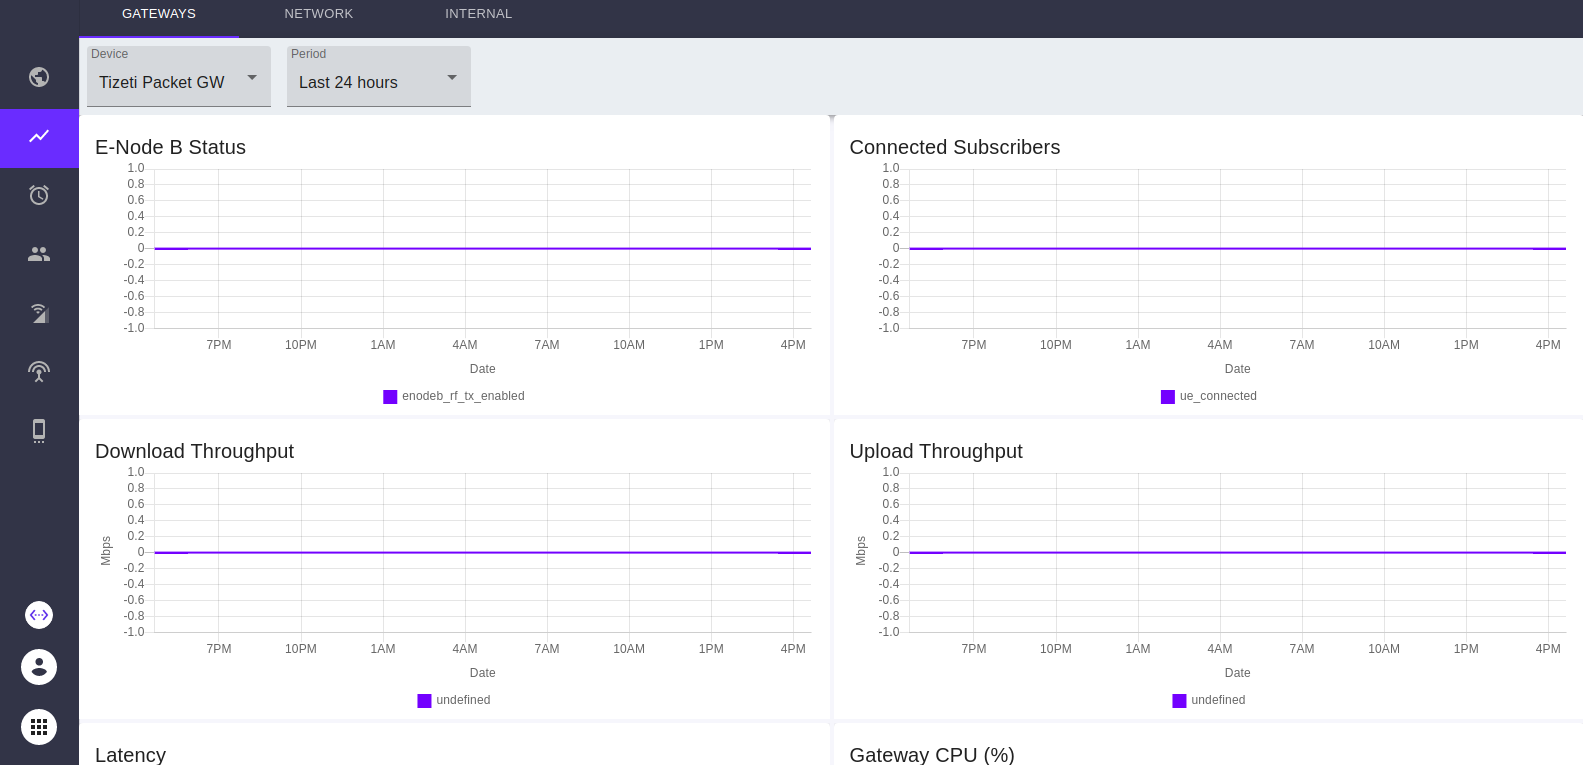 GATEWAYS NETWORK INTERNAL
Device Period
Tizeti Packet GW Last 24 hours
E-Node B Status
1.0
0.8
0.6
0.4
0.2
0
-0.2
-0.4
-0.6
-0.8
-1.0
7PM 10PM 1AM 4AM 7AM 10AM 1PM 4PM
Date
enodeb_rf_tx_enabled
Connected Subscribers
1.0
0.8
0.6
0.4
0.2
0
-0.2
-0.4
-0.6
-0.8
-1.0
7PM 10PM 1AM 4AM 7AM 10AM 1PM 4PM
Date
ue_connected
Download Throughput
Mbps
1.0
0.8
0.6
0.4
0.2
0
-0.2
-0.4
-0.6
-0.8
-1.0
7PM 10PM 1AM 4AM 7AM 10AM 1PM 4PM
Date
undefined
Upload Throughput
Mbps
1.0
0.8
0.6
0.4
0.2
0
-0.2
-0.4
-0.6
-0.8
-1.0
7PM 10PM 1AM 4AM 7AM 10AM 1PM 4PM
Date
undefined
Latency
Gateway CPU (%)